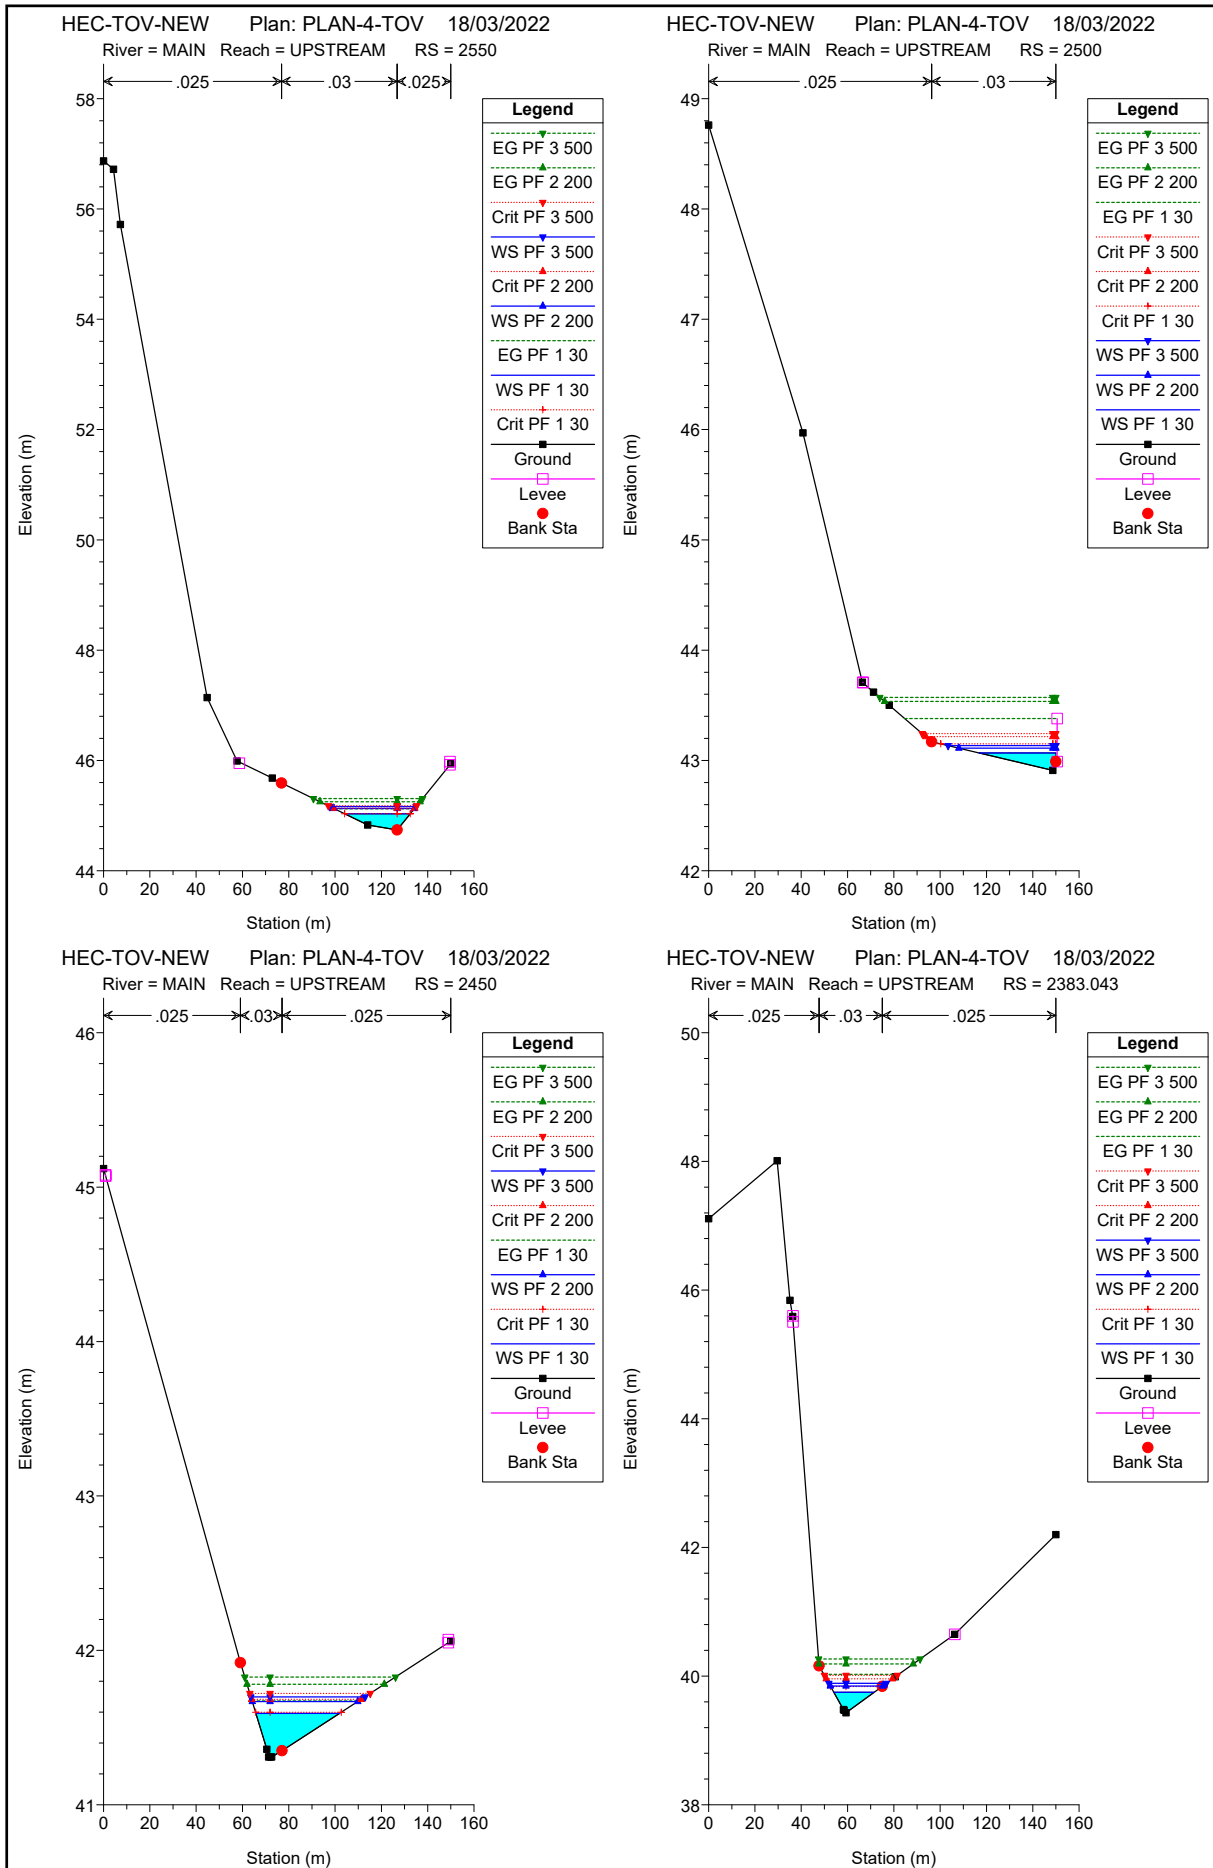 HEC-TOV-NEW Plan: PLAN-4-TOV 18/03/2022
River = MAIN Reach = UPSTREAM RS = 2550
.025 .03 .025
58
56
54
52
50
48
46
44
Elevation (m)
0 20 40 60 80 100 120 140 160
Station (m)
Legend
EG PF 3 500
EG PF 2 200
Crit PF 3 500
WS PF 3 500
Crit PF 2 200
WS PF 2 200
EG PF 1 30
WS PF 1 30
Crit PF 1 30
Ground
Levee
Bank Sta
HEC-TOV-NEW Plan: PLAN-4-TOV 18/03/2022
River = MAIN Reach = UPSTREAM RS = 2500
.025 .03
49
48
47
46
45
44
43
42
Elevation (m)
0 20 40 60 80 100 120 140 160
Station (m)
Legend
EG PF 3 500
EG PF 2 200
EG PF 1 30
Crit PF 3 500
Crit PF 2 200
Crit PF 1 30
WS PF 3 500
WS PF 2 200
WS PF 1 30
Ground
Levee
Bank Sta
HEC-TOV-NEW Plan: PLAN-4-TOV 18/03/2022
River = MAIN Reach = UPSTREAM RS = 2450
.025 .03 .025
46
45
44
43
42
41
Elevation (m)
0 20 40 60 80 100 120 140 160
Station (m)
Legend
EG PF 3 500
EG PF 2 200
Crit PF 3 500
WS PF 3 500
Crit PF 2 200
EG PF 1 30
WS PF 2 200
Crit PF 1 30
WS PF 1 30
Ground
Levee
Bank Sta
HEC-TOV-NEW Plan: PLAN-4-TOV 18/03/2022
River = MAIN Reach = UPSTREAM RS = 2383.043
.025 .03 .025
50
48
46
44
42
40
38
Elevation (m)
0 20 40 60 80 100 120 140 160
Station (m)
Legend
EG PF 3 500
EG PF 2 200
EG PF 1 30
Crit PF 3 500
Crit PF 2 200
WS PF 3 500
WS PF 2 200
Crit PF 1 30
WS PF 1 30
Ground
Levee
Bank Sta